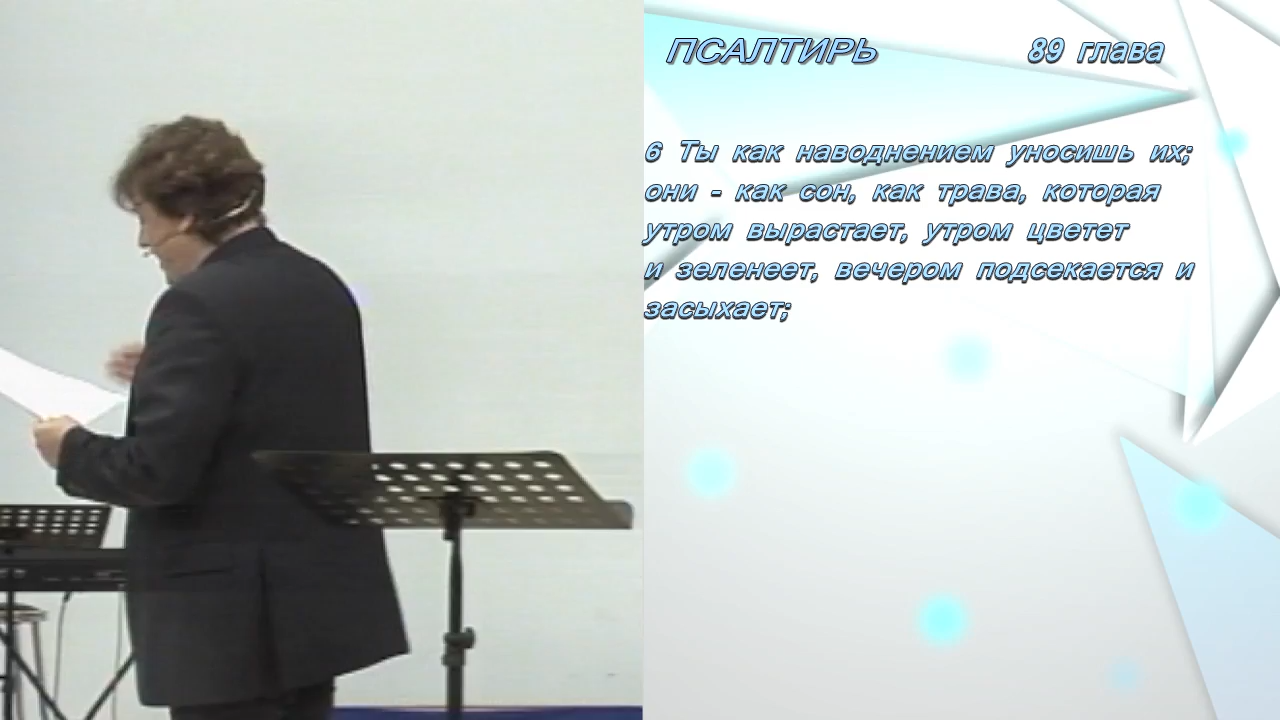 ПСАЛТИРЬ 89 глава
6 Ты как наводнением уносишь их;
они - как сон, как трава, которая
утром вырастает, утром цветет
и зеленеет, вечером подсекается и
засыхает;